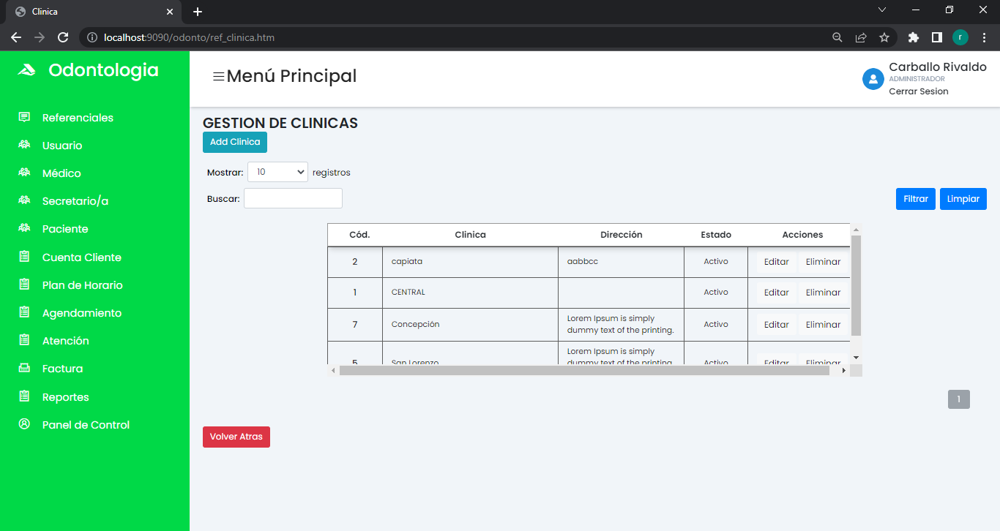 Clinica
localhost:9090/odonto/ref_clinica.htm
r
Odontologia
Menú Principal
Carballo Rivaldo
ADMINISTRADOR
Cerrar Sesion
Referenciales
Usuario
Médico
Secretario/a
Paciente
Cuenta Cliente
Plan de Horario
Agendamiento
Atención
Factura
Reportes
Panel de Control
GESTION DE CLINICAS
Add Clinica
Mostrar: 10 registros
Buscar:
Filtrar Limpiar
Cód. Clinica Dirección Estado Acciones
2 capiata aabbcc Activo Editar Eliminar
1 CENTRAL Activo Editar Eliminar
7 Concepción Lorem Ipsum is simply
dummy text of the printing. Activo Editar Eliminar
5 San Lorenzo Lorem Ipsum is simply
dummy text of the printing Activo Editar Eliminar
1
Volver Atras